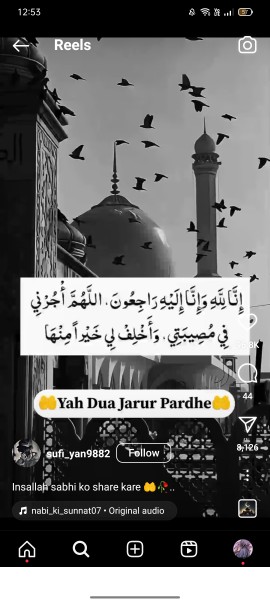 12:53
Reels
إِنَّا لِلَّهِ وَإِنَّا إِلَيْهِ رَاجِعُونَ، اللَّهُمَّ أُجُرْنِي
فِي مُصِيبَتِي، وَأَخْلِفْ لِي خَيْراً مِنْهَا
🤲Yah Dua Jarur Pardhe🤲
44
sufi_yan9882 Follow
8,126
Insallah sabhi ko share kare 🤲🥀..
nabi_ki_sunnat07 • Original audio